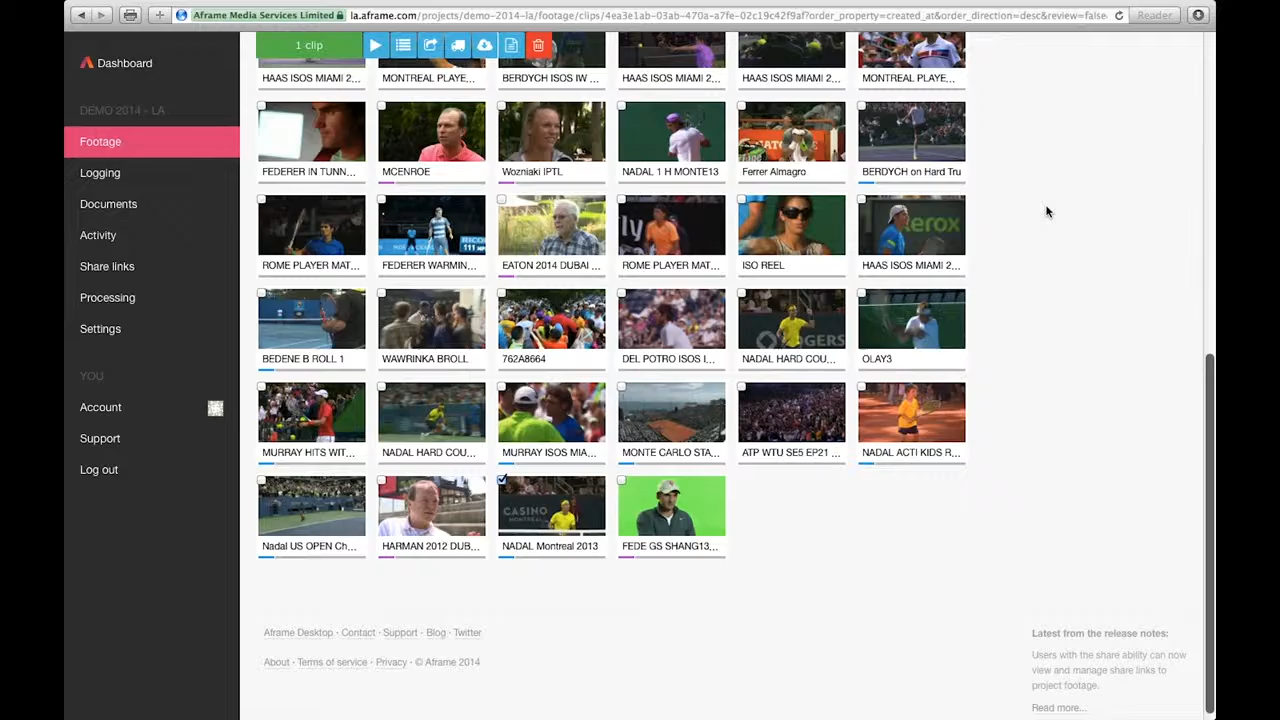 Aframe Media Services Limited la.aframe.com/projects/demo-2014-la/footage/clips/4ea3e1ab-03ab-470a-a7fe-02c19c42f9af?order_property=created_at&order_direction=desc&review=false Reader
Dashboard
DEMO 2014 - LA
Footage
Logging
Documents
Activity
Share links
Processing
Settings
YOU
Account
Support
Log out
1 clip
HAAS ISOS MIAMI 2... MONTREAL PLAYE... BERDYCH ISOS IW ... HAAS ISOS MIAMI 2... HAAS ISOS MIAMI 2... MONTREAL PLAYE...
FEDERER IN TUNN... MCENROE Wozniaki IPTL NADAL 1 H MONTE13 Ferrer Almagro BERDYCH on Hard Tru
Xerox
111
ROME PLAYER MAT... FEDERER WARMIN... EATON 2014 DUBAI ... ROME PLAYER MAT... ISO REEL HAAS ISOS MIAMI 2...
ROGERS
BEDENE B ROLL 1 WAWRINKA BROLL 762A8664 DEL POTRO ISOS I... NADAL HARD COU... OLAY3
MURRAY HITS WIT... NADAL HARD COU... MURRAY ISOS MIA... MONTE CARLO STA... ATP WTU SE5 EP21 ... NADAL ACTI KIDS R...
CASINO
Nadal US OPEN Ch... HARMAN 2012 DUB... NADAL Montreal 2013 FEDE GS SHANG13...
Aframe Desktop · Contact · Support · Blog · Twitter
About · Terms of service · Privacy · © Aframe 2014
Latest from the release notes:
Users with the share ability can now
view and manage share links to
project footage.
Read more...